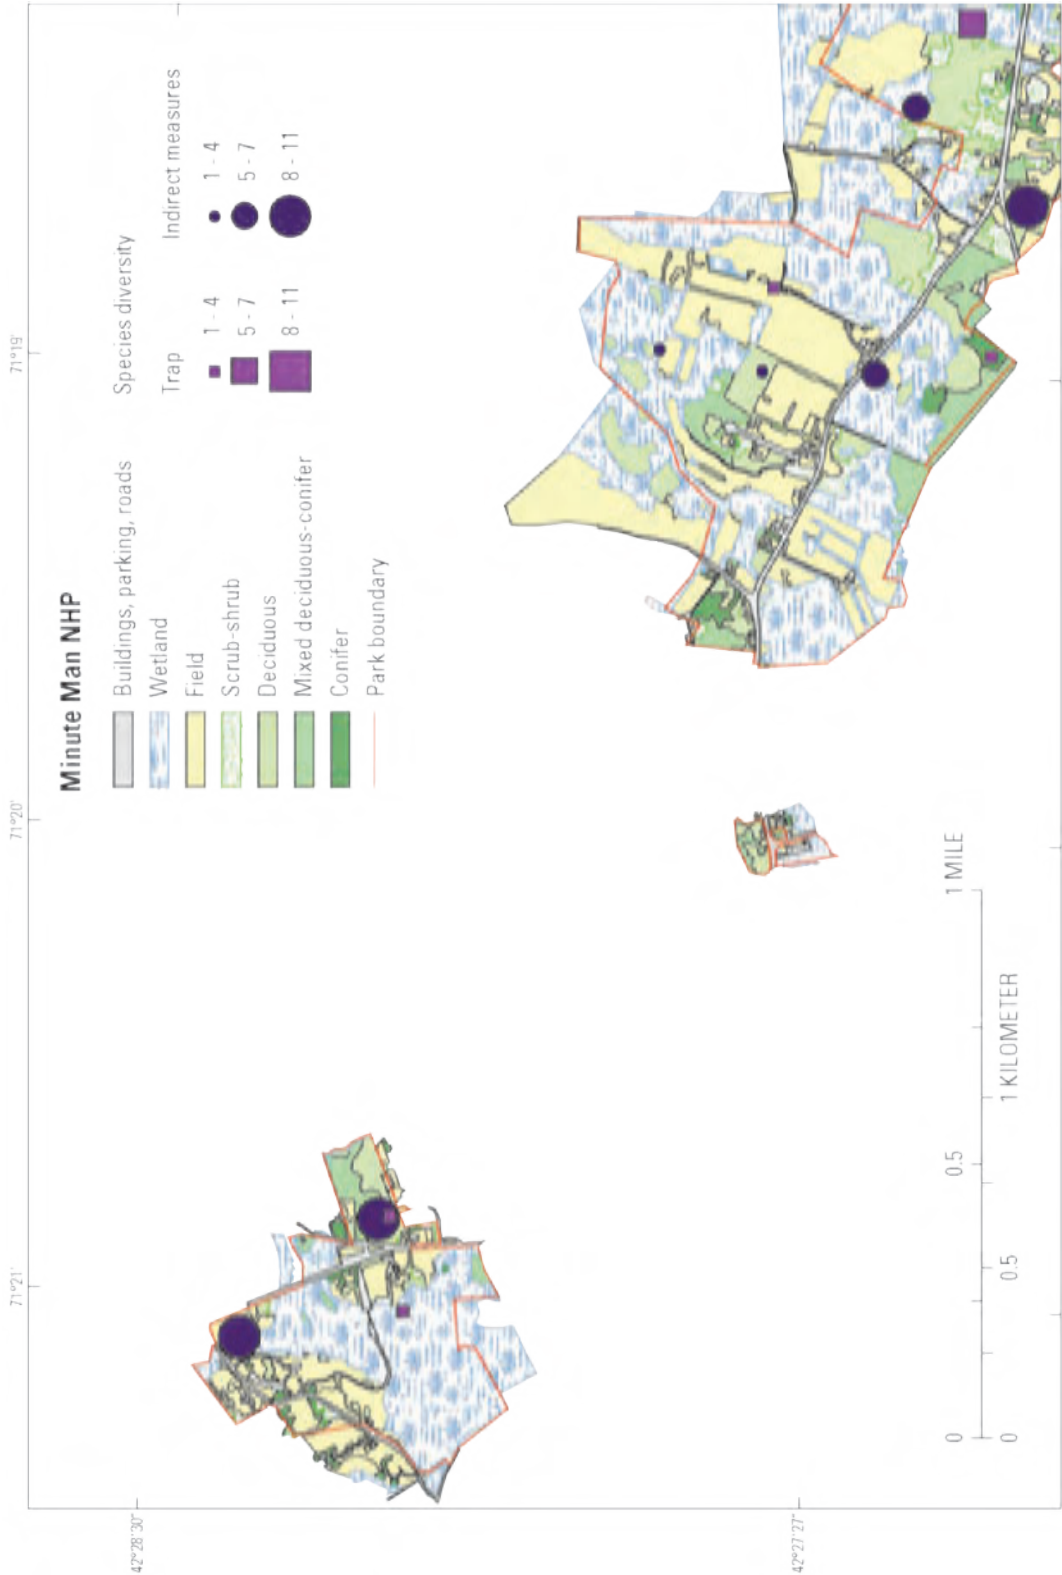 Minute Man NHP
Buildings, parking, roads
Wetland
Field
Scrub-shrub
Deciduous
Mixed deciduous-conifer
Conifer
Park boundary
Species diversity
Trap
1 - 4
5 - 7
8 - 11
Indirect measures
1 - 4
5 - 7
8 - 11
71°21'
71°20'
71°19'
42°28'30"
42°27'27"
0 0.5 1 MILE
0 0.5 1 KILOMETER